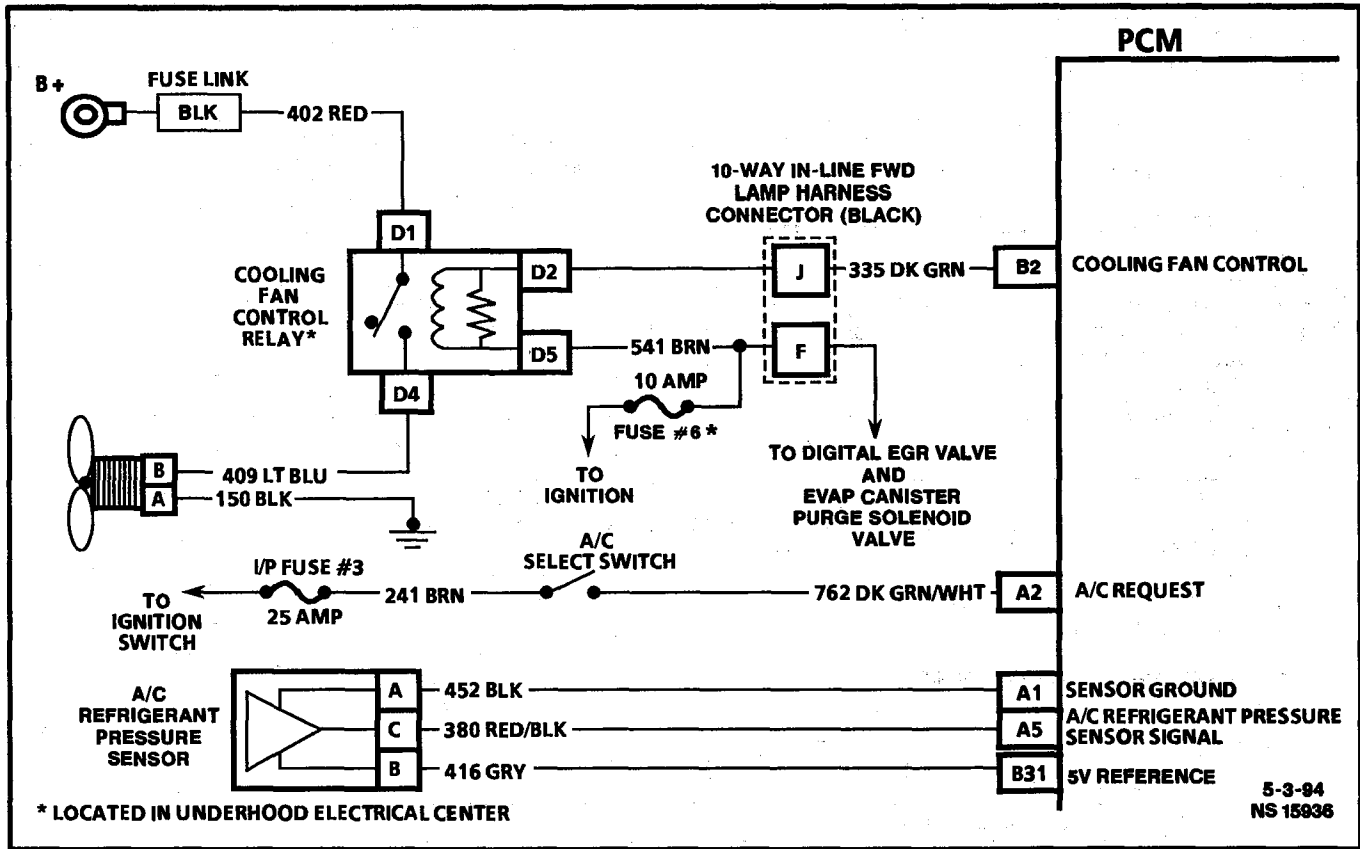 PCM
B+
FUSE LINK
BLK
402 RED
10-WAY IN-LINE FWD
LAMP HARNESS
CONNECTOR (BLACK)
D1
COOLING
FAN
CONTROL
RELAY*
D2
J
335 DK GRN
B2
COOLING FAN CONTROL
D5
541 BRN
F
10 AMP
FUSE #6 *
D4
TO
IGNITION
TO DIGITAL EGR VALVE
AND
EVAP CANISTER
PURGE SOLENOID
VALVE
B
409 LT BLU
A
150 BLK
A/C
SELECT SWITCH
I/P FUSE #3
25 AMP
241 BRN
TO
IGNITION
SWITCH
762 DK GRN/WHT
A2
A/C REQUEST
A/C
REFRIGERANT
PRESSURE
SENSOR
A
452 BLK
A1
SENSOR GROUND
C
380 RED/BLK
A5
A/C REFRIGERANT PRESSURE
SENSOR SIGNAL
B
416 GRY
B31
5V REFERENCE
* LOCATED IN UNDERHOOD ELECTRICAL CENTER
5-3-94
NS 15936